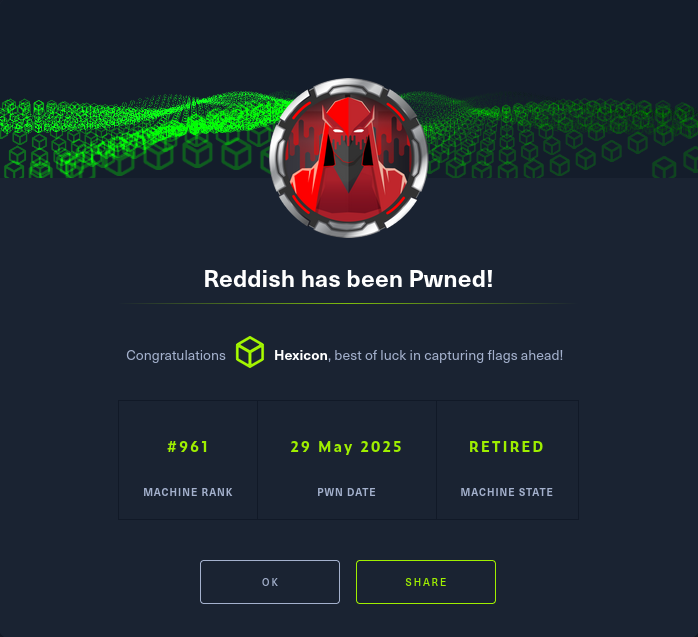 Reddish has been Pwned!
Congratulations Hexicon, best of luck in capturing flags ahead!
#961 29 May 2025 RETIRED
MACHINE RANK PWN DATE MACHINE STATE
OK SHARE